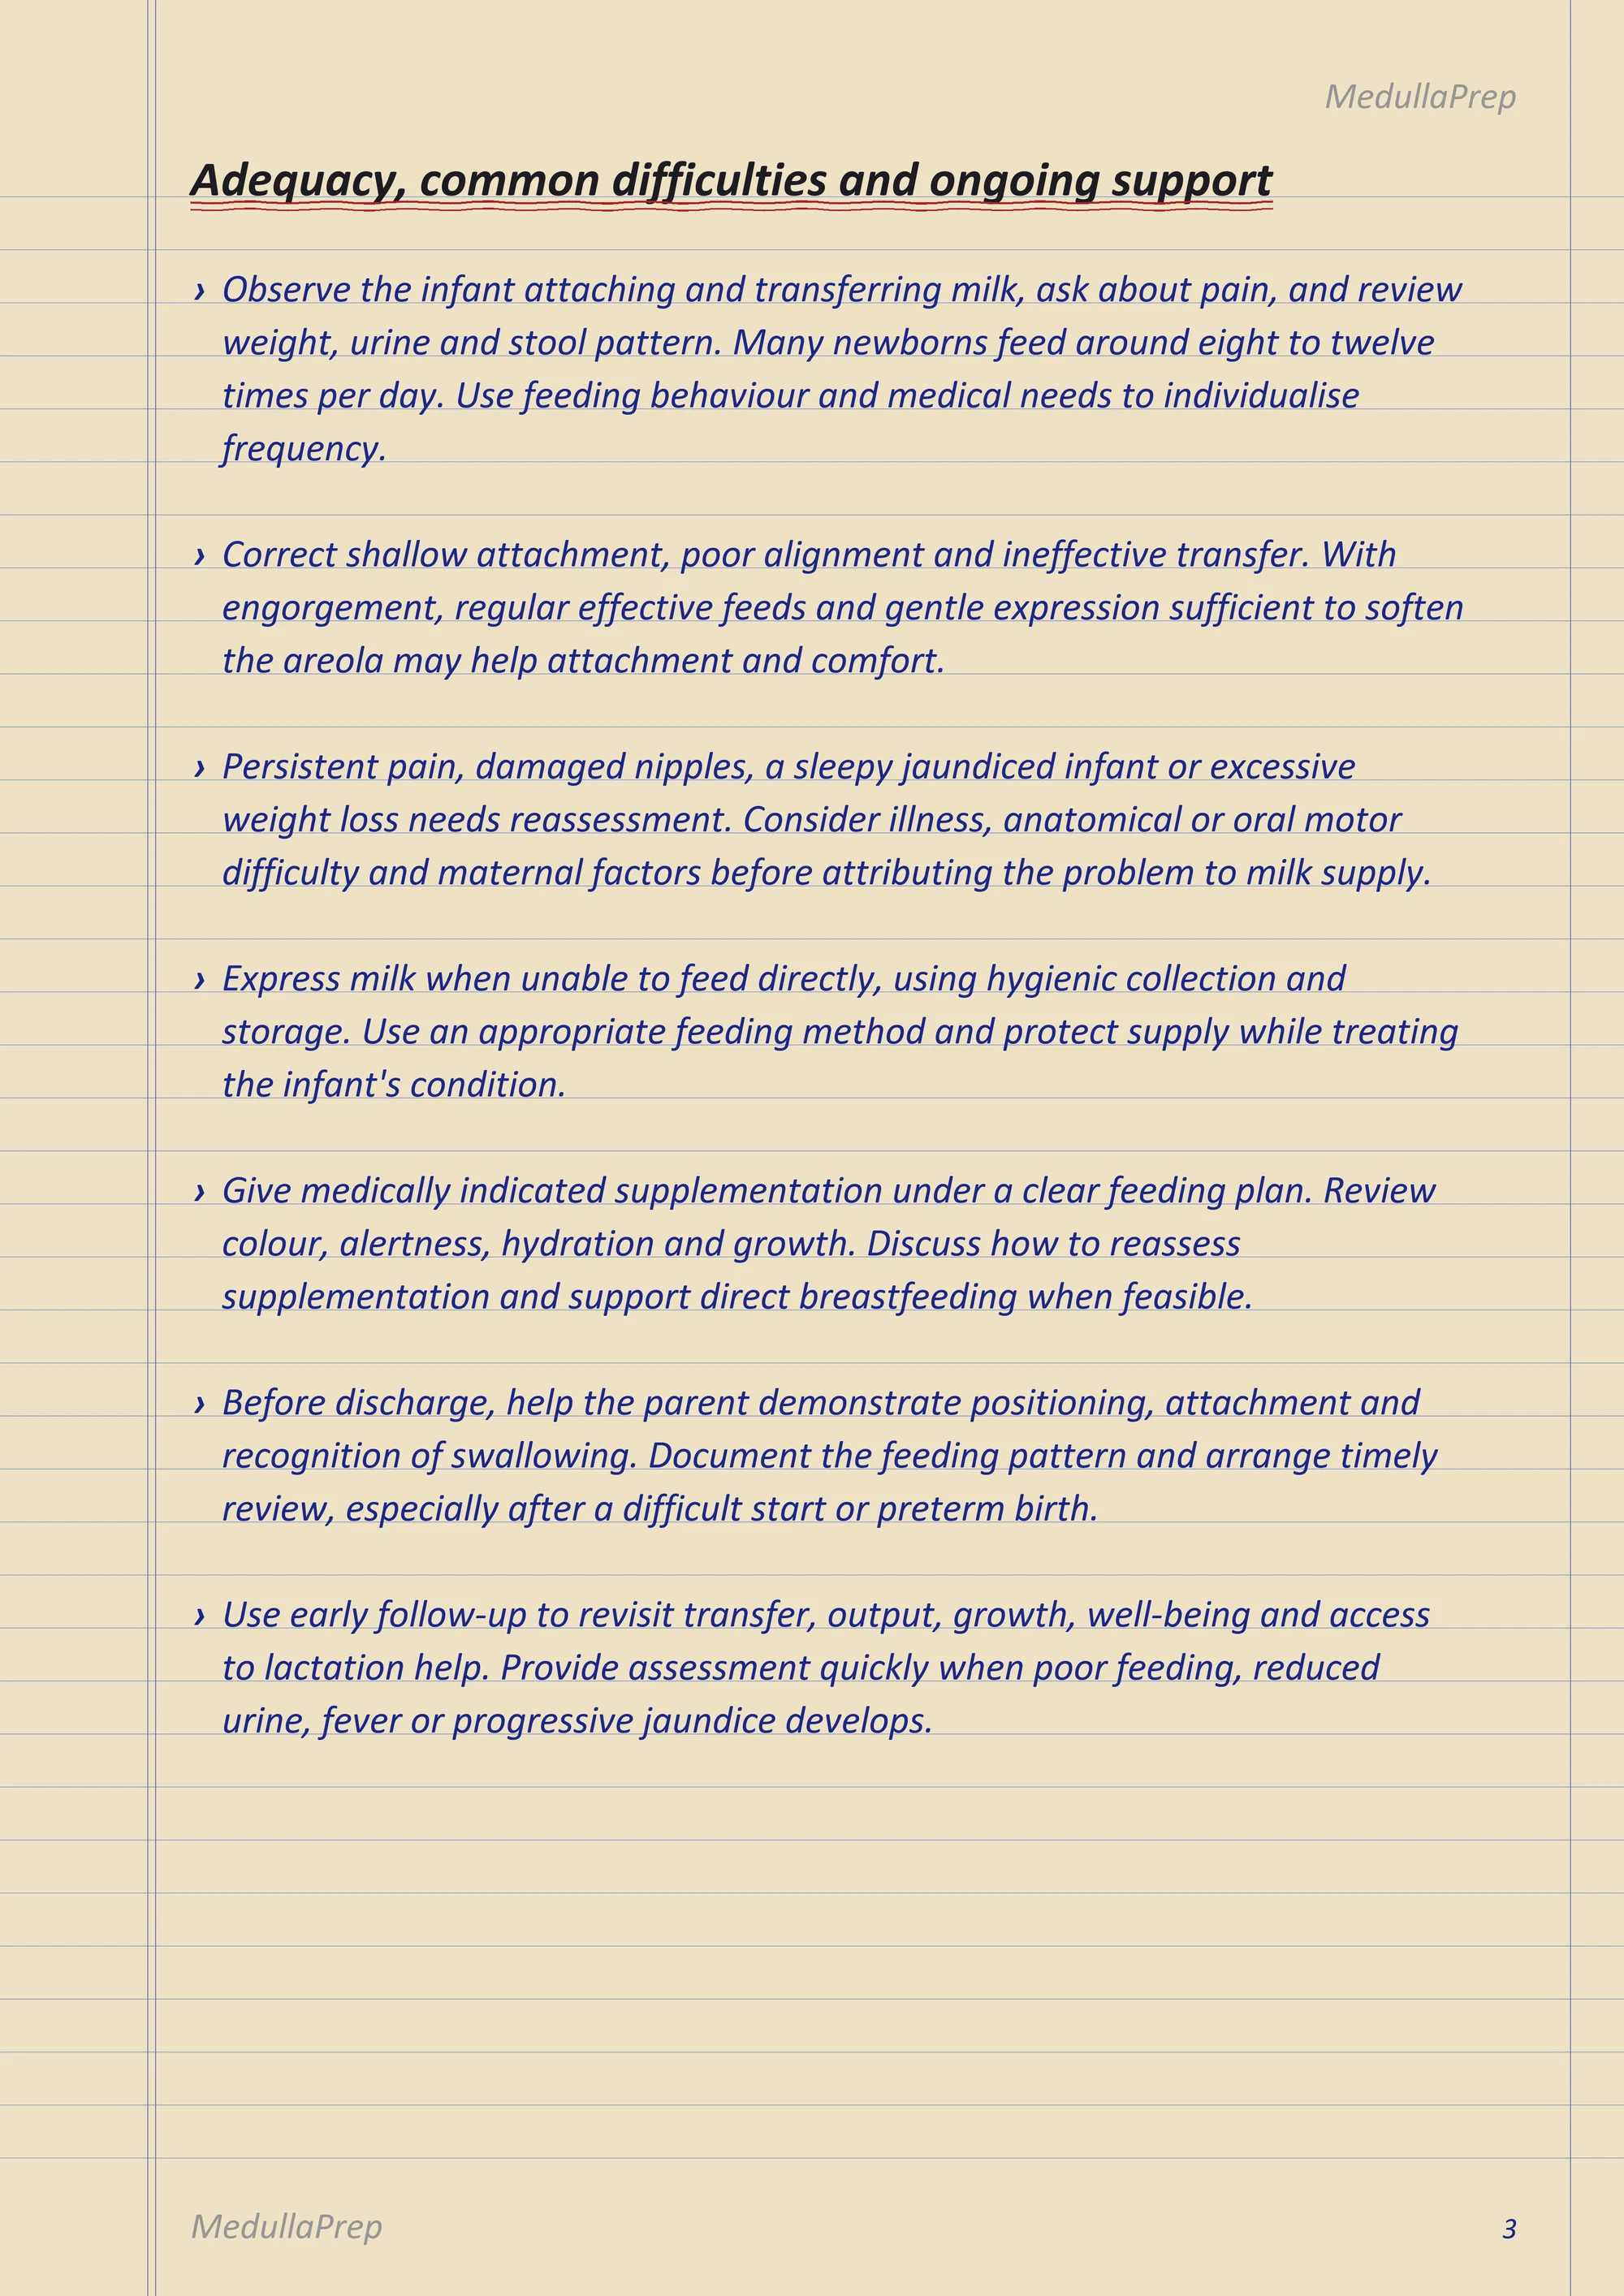 MedullaPrep
Adequacy, common difficulties and ongoing support
› Observe the infant attaching and transferring milk, ask about pain, and review
weight, urine and stool pattern. Many newborns feed around eight to twelve
times per day. Use feeding behaviour and medical needs to individualise
frequency.
› Correct shallow attachment, poor alignment and ineffective transfer. With
engorgement, regular effective feeds and gentle expression sufficient to soften
the areola may help attachment and comfort.
› Persistent pain, damaged nipples, a sleepy jaundiced infant or excessive
weight loss needs reassessment. Consider illness, anatomical or oral motor
difficulty and maternal factors before attributing the problem to milk supply.
› Express milk when unable to feed directly, using hygienic collection and
storage. Use an appropriate feeding method and protect supply while treating
the infant's condition.
› Give medically indicated supplementation under a clear feeding plan. Review
colour, alertness, hydration and growth. Discuss how to reassess
supplementation and support direct breastfeeding when feasible.
› Before discharge, help the parent demonstrate positioning, attachment and
recognition of swallowing. Document the feeding pattern and arrange timely
review, especially after a difficult start or preterm birth.
› Use early follow-up to revisit transfer, output, growth, well-being and access
to lactation help. Provide assessment quickly when poor feeding, reduced
urine, fever or progressive jaundice develops.
MedullaPrep
3